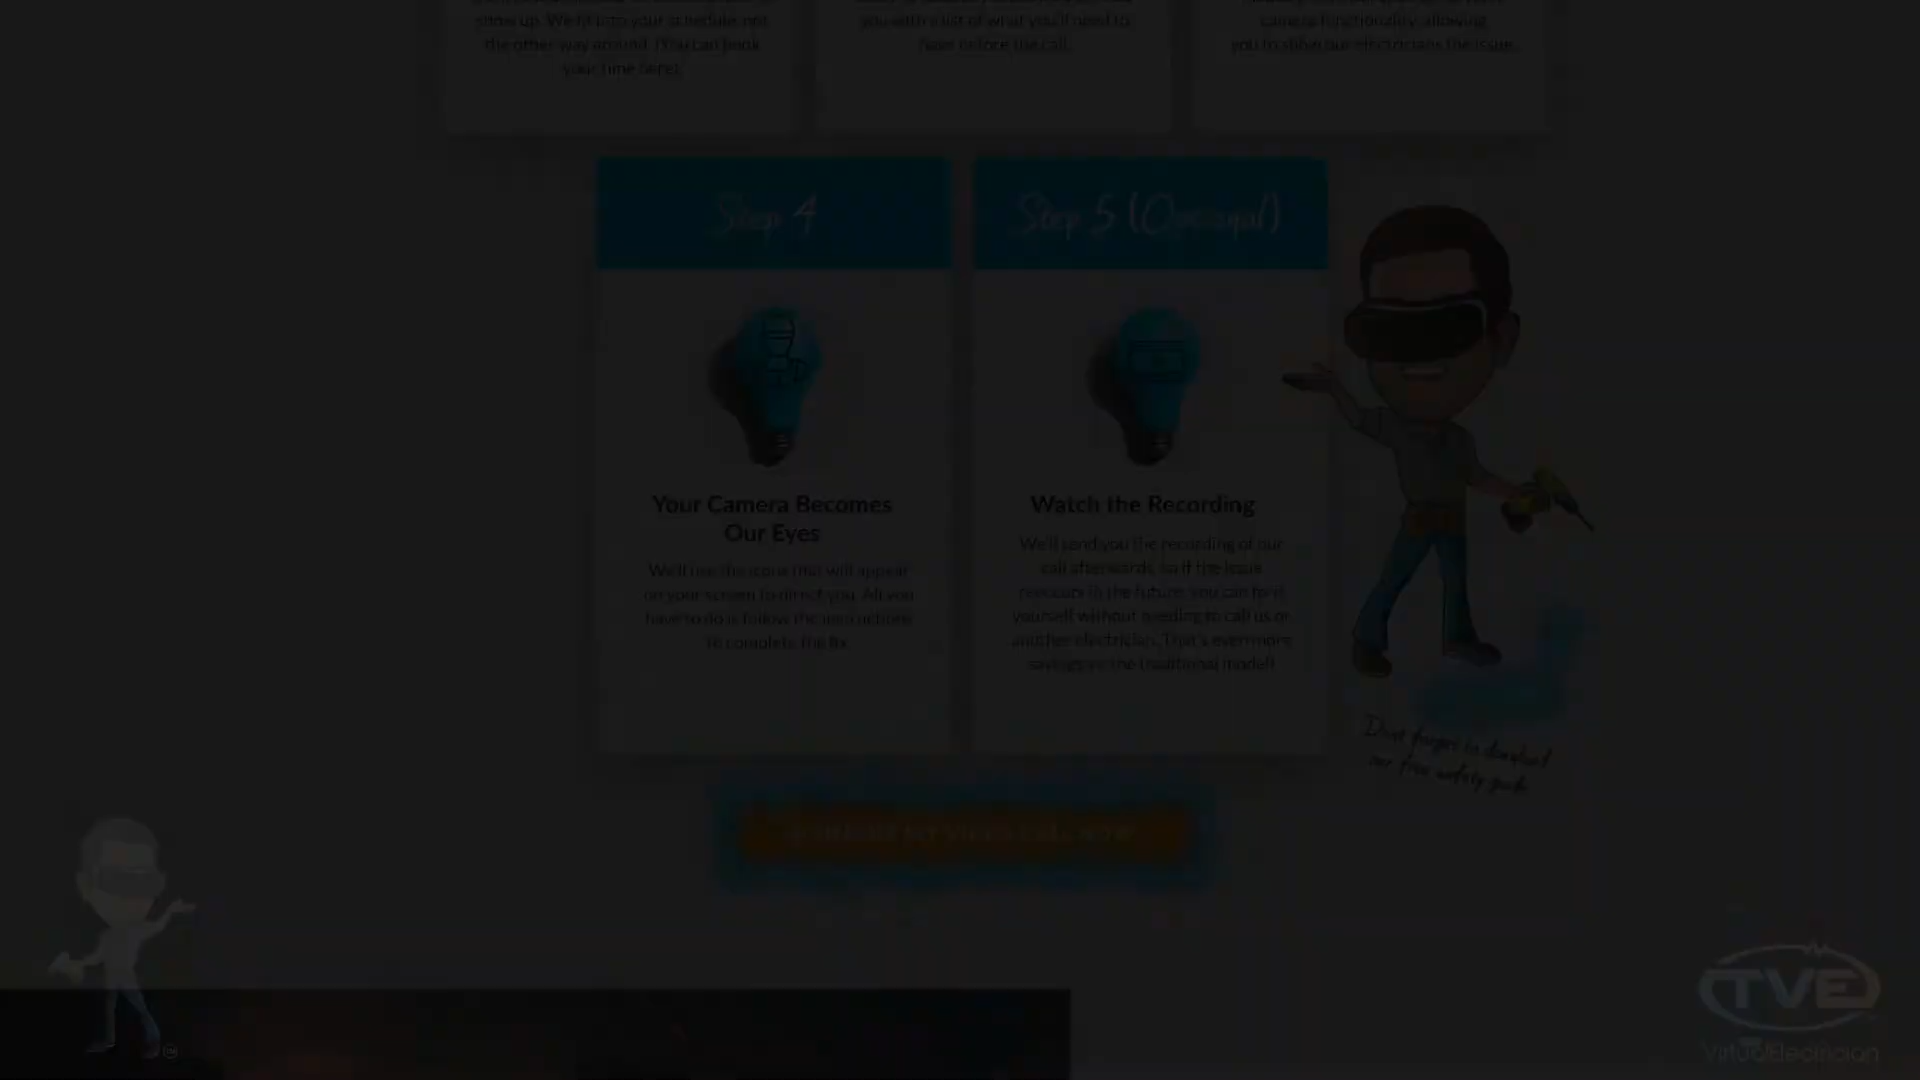 show up. We fit into your schedule, not
you with a list of what you'll need to
camera functionality, allowing
the other way around. (You can book
have before the call.
you to show our electricians the issue.
your time here).
Step 4
Step 5 (Optional)
Your Camera Becomes
Our Eyes
We'll use the icons that will appear
on your screen to direct you. All you
have to do is follow the instructions
to complete the fix.
Watch the Recording
We'll send you the recording of our
call afterwards, so if the issue
reoccurs in the future, you can fix it
yourself without needing to call us or
another electrician. That's even more
savings vs the traditional model!
Don't forget to download
our free safety guide
TVE
VirtualElectrician